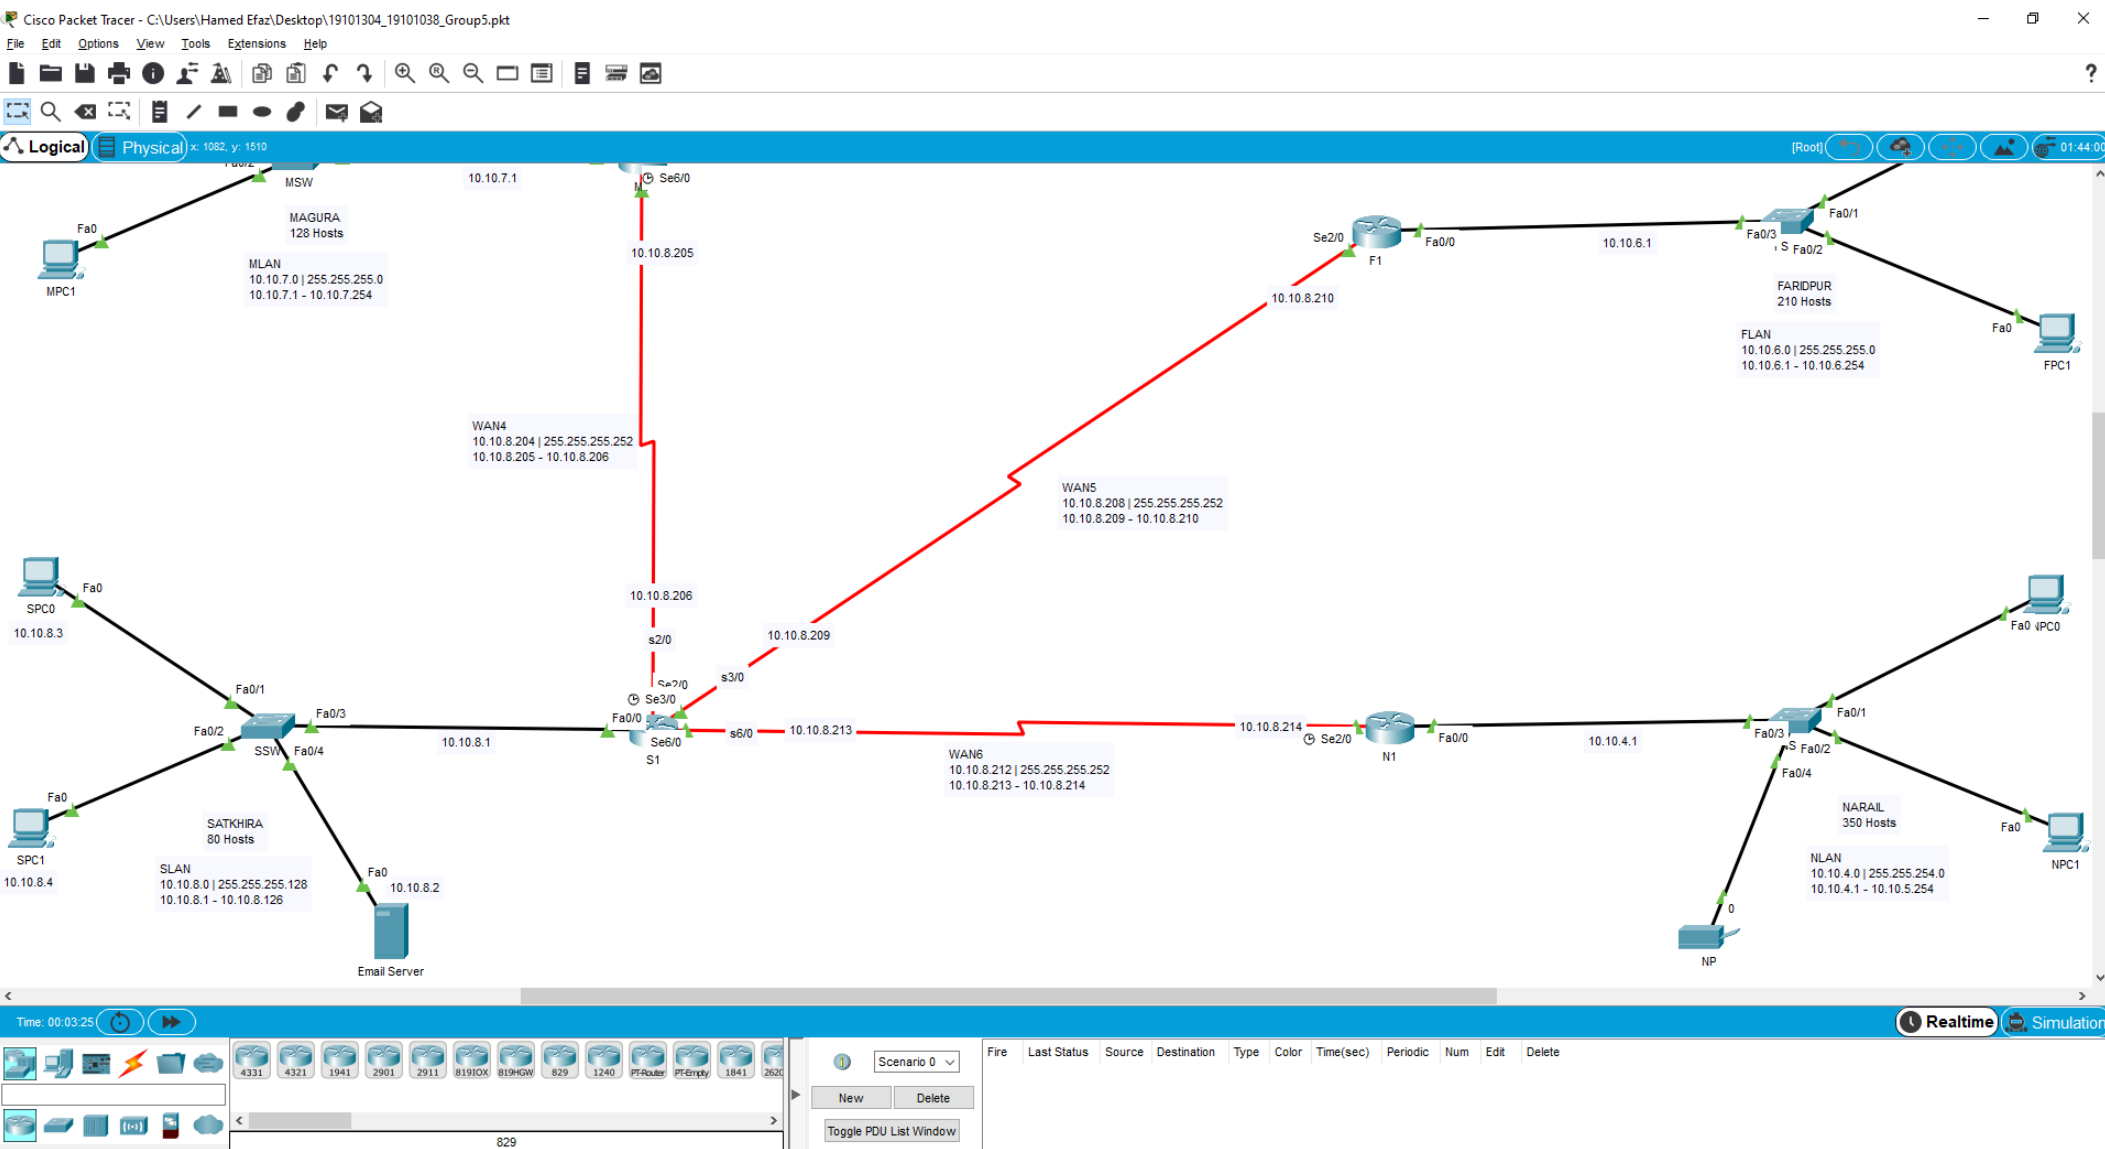 Cisco Packet Tracer - C:\Users\Hamed Efaz\Desktop\19101304_19101038_Group5.pkt
File Edit Options View Tools Extensions Help
?
Logical Physical x: 1082, y: 1510 [Root] 01:44:00
MSW
10.10.7.1
Se6/0
MAGURA
128 Hosts
Fa0
MPC1
MLAN
10.10.7.0 | 255.255.255.0
10.10.7.1 - 10.10.7.254
10.10.8.205
Se2/0
F1
Fa0/0
10.10.6.1
Fa0/1
Fa0/3
S
Fa0/2
10.10.8.210
FARIDPUR
210 Hosts
Fa0
FPC1
FLAN
10.10.6.0 | 255.255.255.0
10.10.6.1 - 10.10.6.254
WAN4
10.10.8.204 | 255.255.255.252
10.10.8.205 - 10.10.8.206
WAN5
10.10.8.208 | 255.255.255.252
10.10.8.209 - 10.10.8.210
Fa0
SPC0
10.10.8.3
10.10.8.206
s2/0
10.10.8.209
s3/0
Se2/0
Se3/0
Fa0/0
Se6/0
S1
Fa0/1
Fa0/3
Fa0/2
SSW
Fa0/4
10.10.8.1
s6/0
10.10.8.213
10.10.8.214
Se2/0
N1
Fa0/0
10.10.4.1
WAN6
10.10.8.212 | 255.255.255.252
10.10.8.213 - 10.10.8.214
Fa0
PC0
Fa0/1
Fa0/3
S
Fa0/2
Fa0/4
NARAIL
350 Hosts
Fa0
NPC1
NLAN
10.10.4.0 | 255.255.254.0
10.10.4.1 - 10.10.5.254
0
NP
Fa0
SPC1
10.10.8.4
SATKHIRA
80 Hosts
SLAN
10.10.8.0 | 255.255.255.128
10.10.8.1 - 10.10.8.126
Fa0
10.10.8.2
Email Server
Time: 00:03:25 Realtime Simulation
4331 4321 1941 2901 2911 819IOX 819HGW 829 1240 PT-Router PT-Empty 1841 262
829
Scenario 0
New Delete
Toggle PDU List Window
Fire Last Status Source Destination Type Color Time(sec) Periodic Num Edit Delete